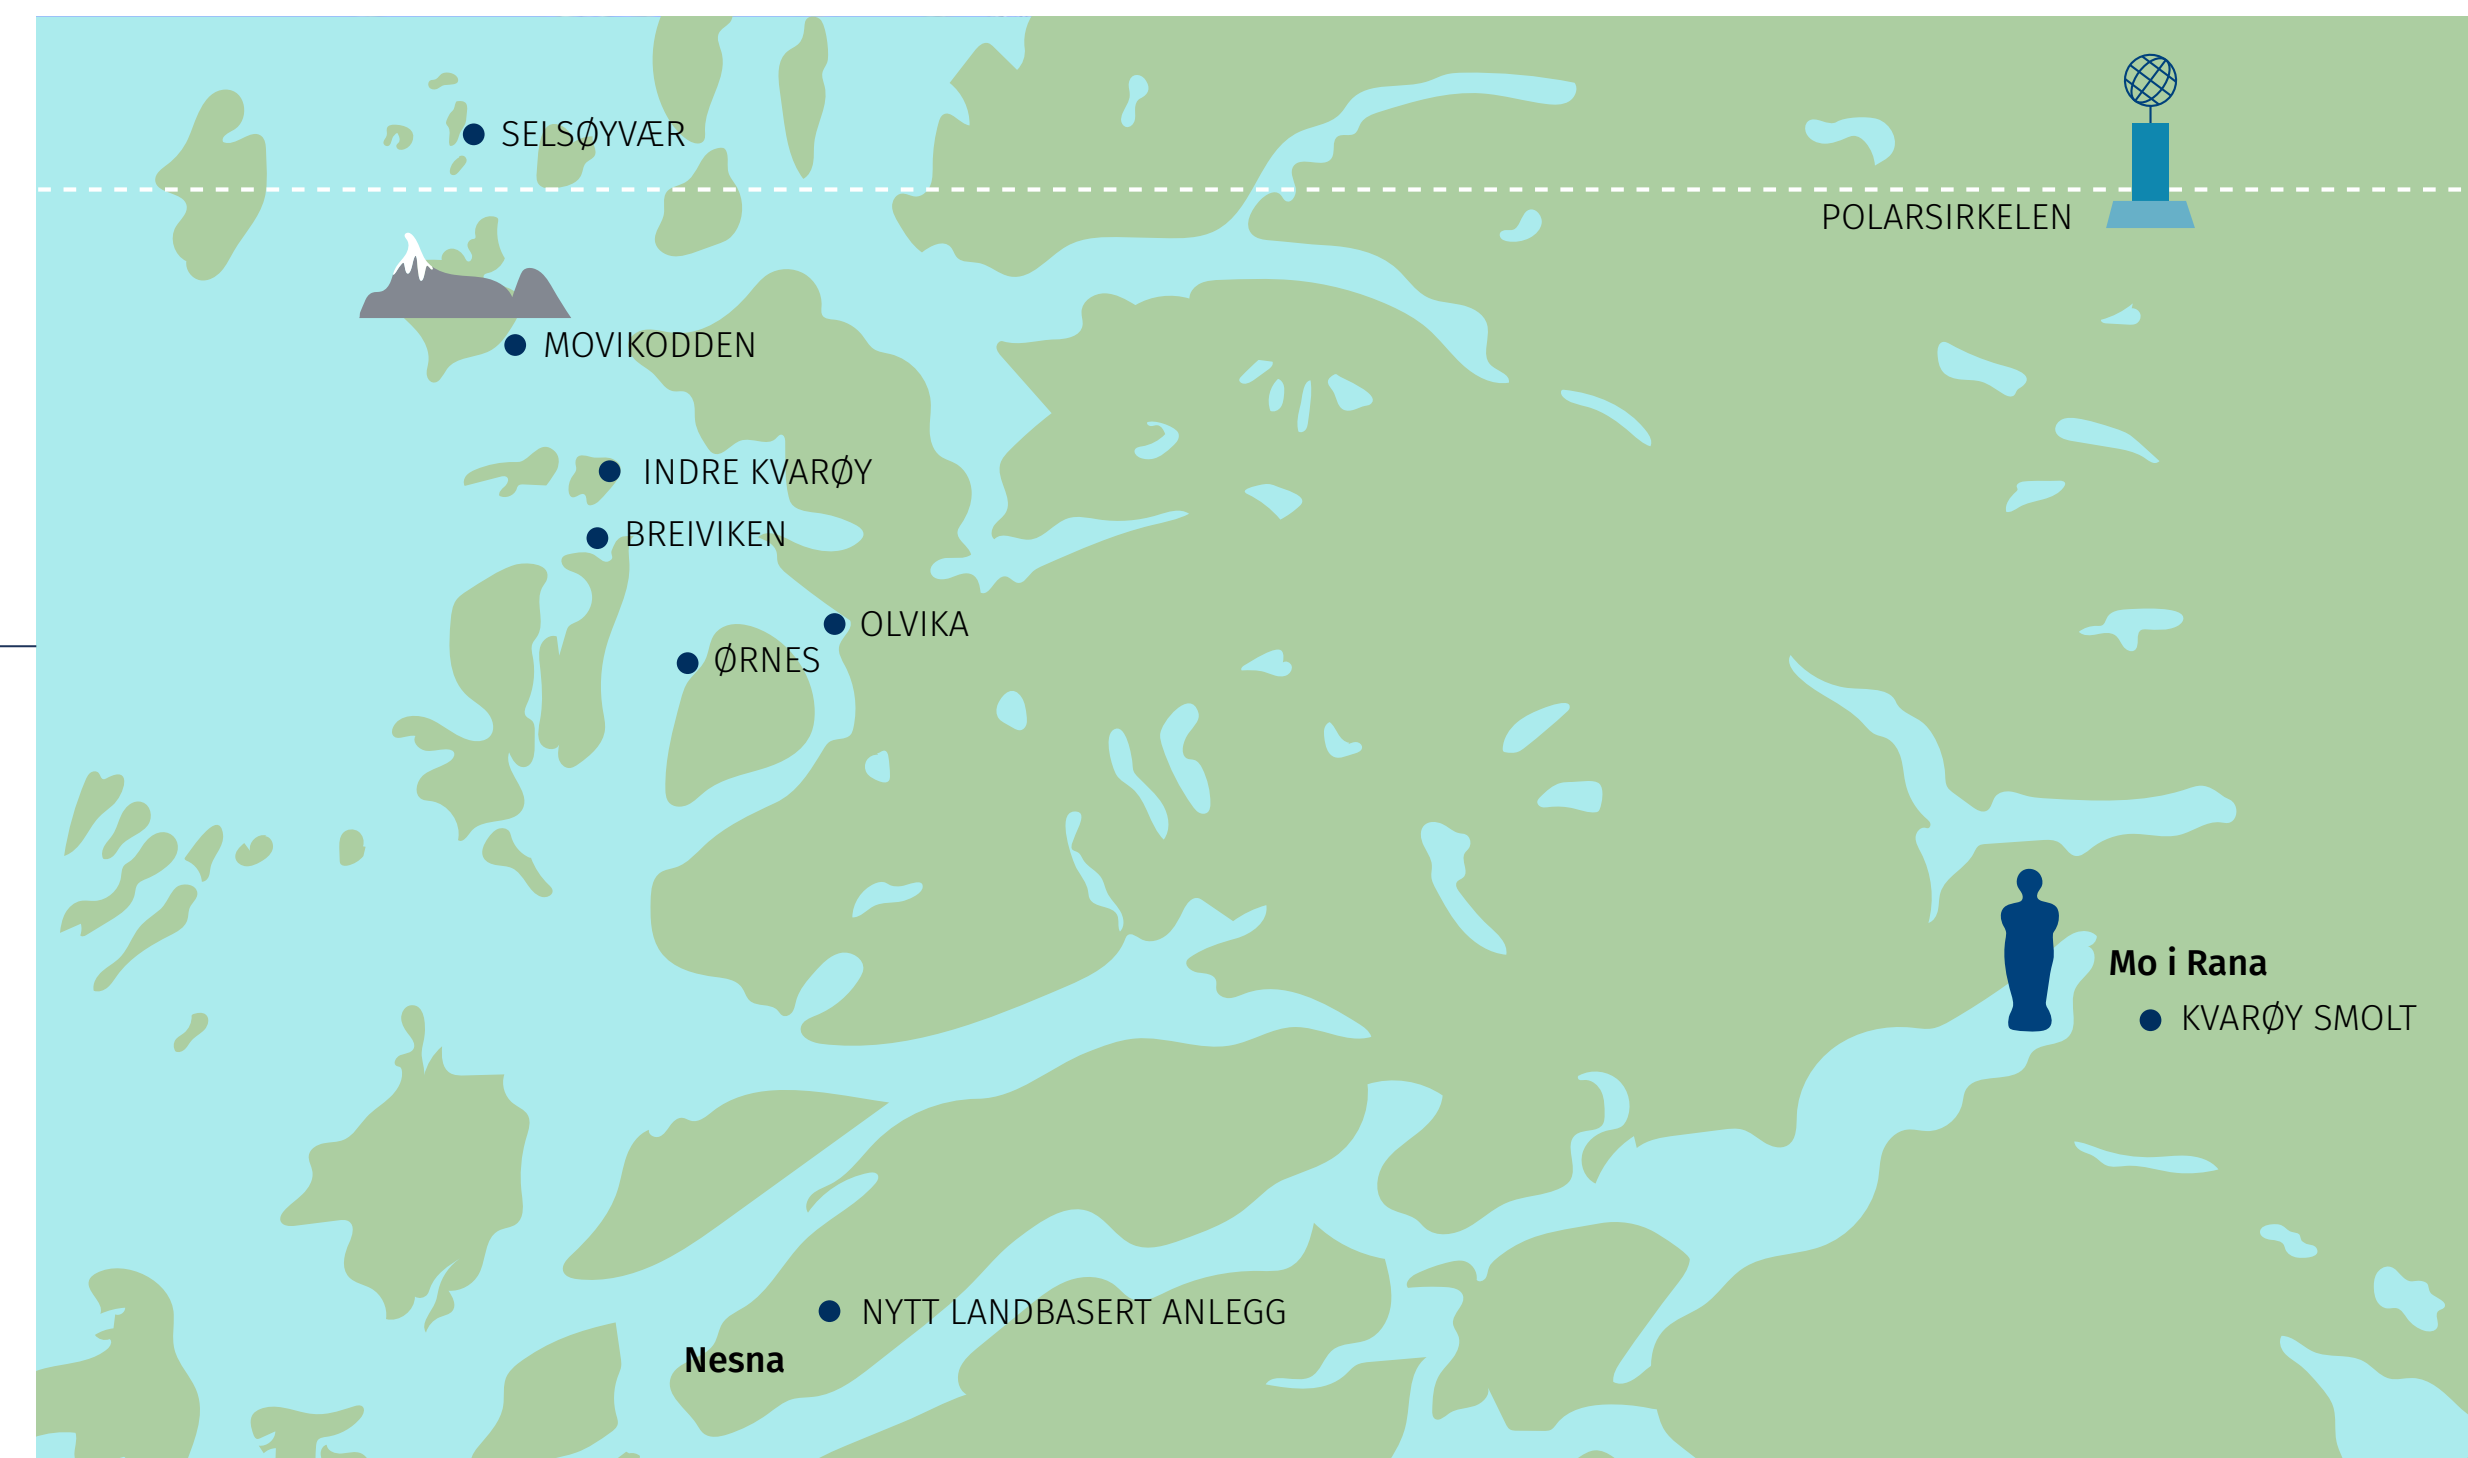 SELSØYVÆR
POLARSIRKELEN
MOVIKODDEN
INDRE KVARØY
BREIVIKEN
OLVIKA
ØRNES
Mo i Rana
KVARØY SMOLT
NYTT LANDBASERT ANLEGG
Nesna